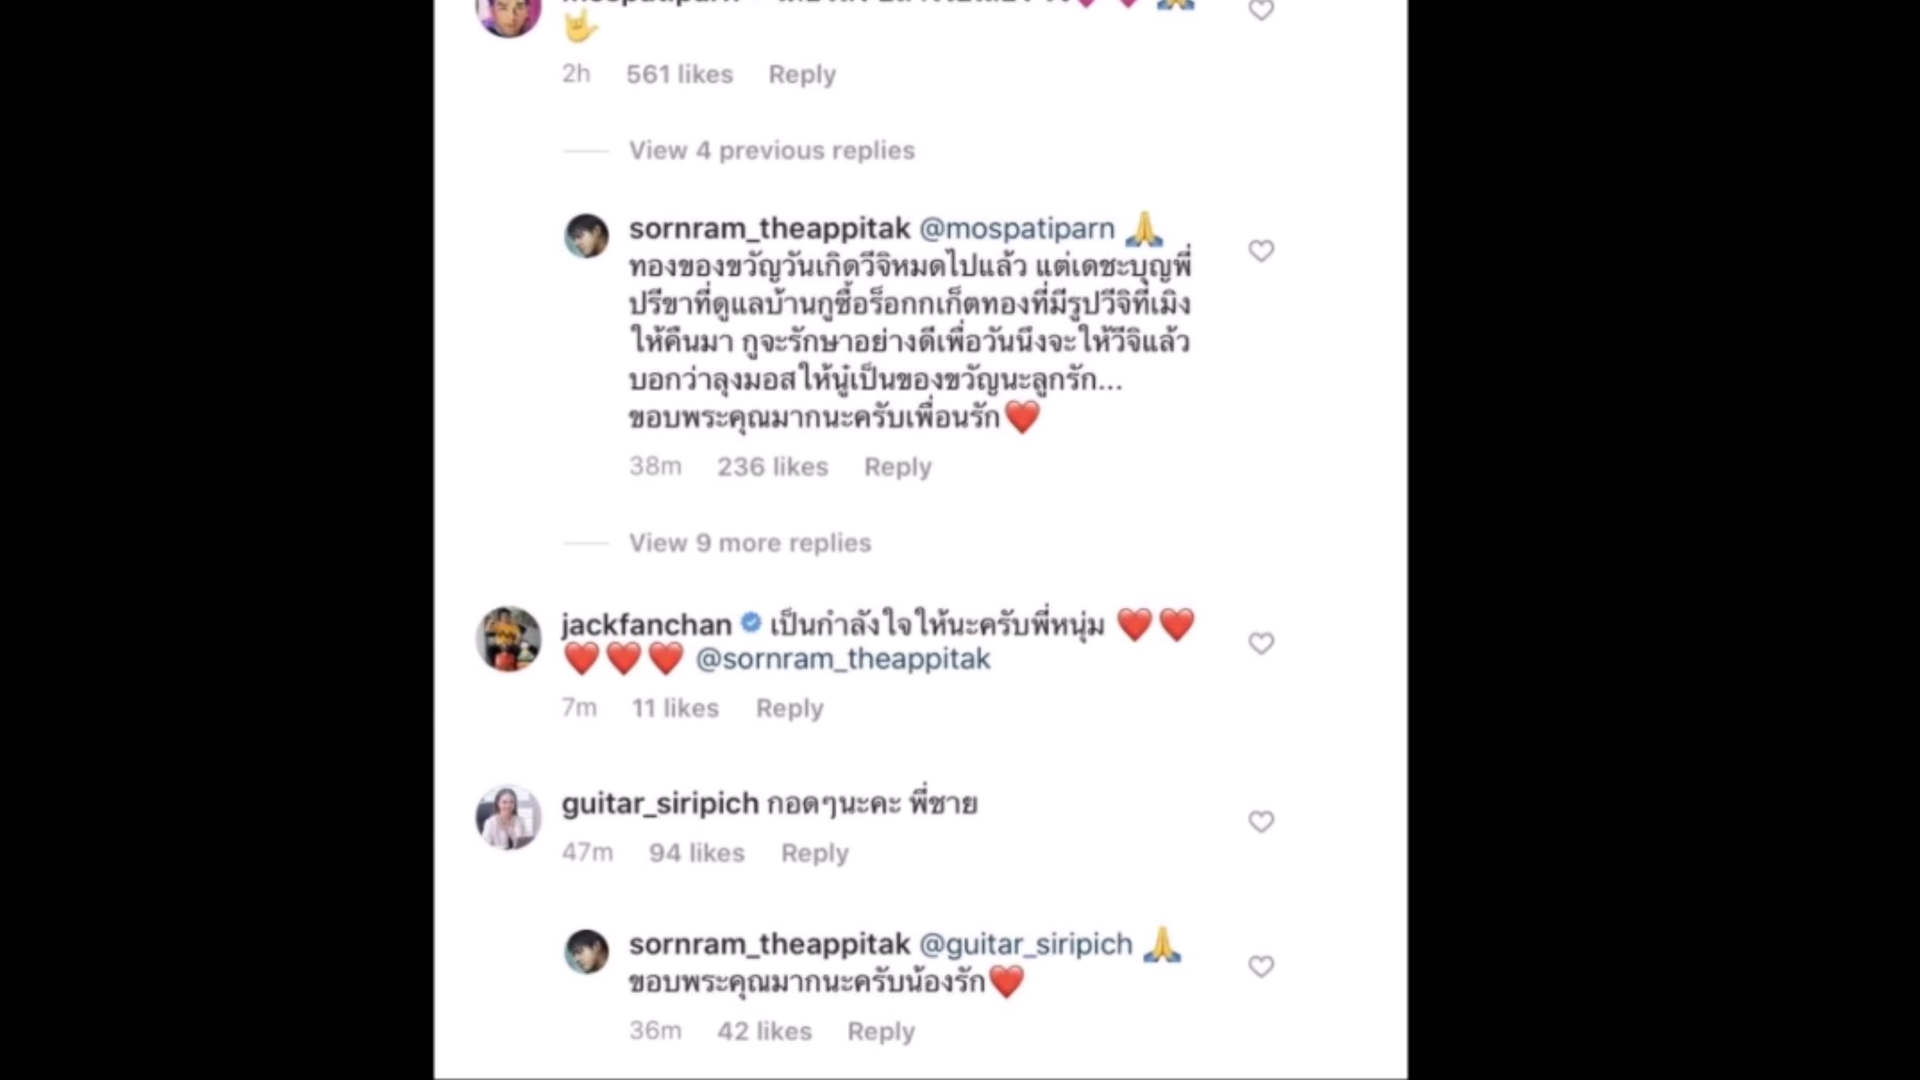 2h 561 likes Reply
View 4 previous replies
sornram_theappitak @mospatiparn 🙏
ทองของขวัญวันเกิดวีจิหมดไปแล้ว แต่เดชะบุญพี่
ปรีชาที่ดูแลบ้านกูซื้อร็อกกเก็ตทองที่มีรูปวีจิที่เมิง
ให้คืนมา กูจะรักษาอย่างดีเพื่อวันนึงจะให้วีจิแล้ว
บอกว่าลุงมอสให้นู๋เป็นของขวัญนะลูกรัก...
ขอบพระคุณมากนะครับเพื่อนรัก❤️
38m 236 likes Reply
View 9 more replies
jackfanchan เป็นกำลังใจให้นะครับพี่หนุ่ม ❤️❤️
❤️❤️❤️ @sornram_theappitak
7m 11 likes Reply
guitar_siripich กอดๆนะคะ พี่ชาย
47m 94 likes Reply
sornram_theappitak @guitar_siripich 🙏
ขอบพระคุณมากนะครับน้องรัก❤️
36m 42 likes Reply